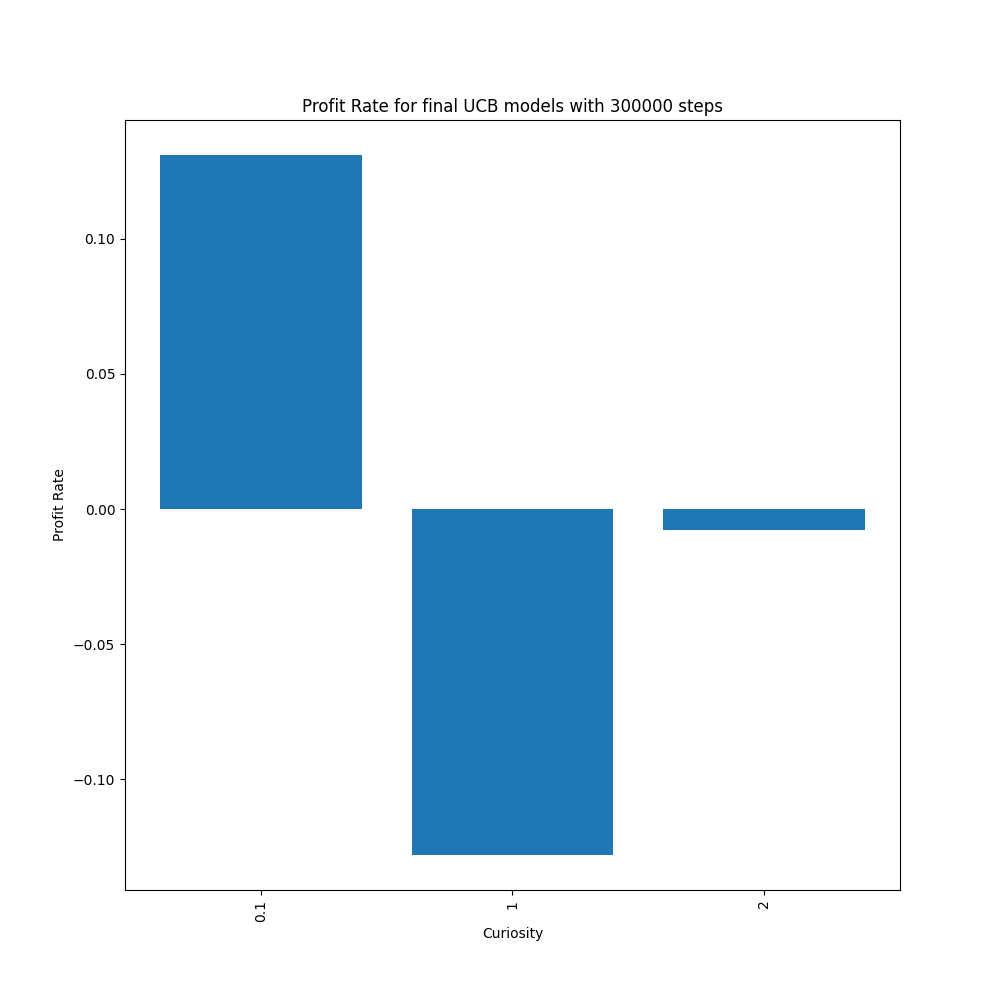 Profit Rate for final UCB models with 300000 steps
0.10
0.05
0.00
−0.05
−0.10
Profit Rate
0.1
1
2
Curiosity